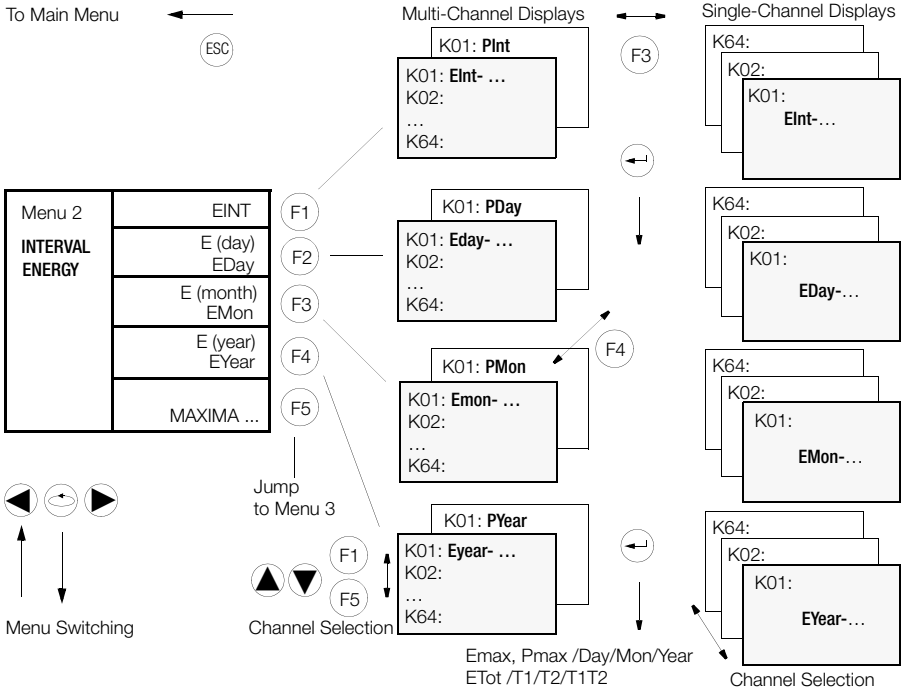 To Main Menu
ESC
Multi-Channel Displays
Single-Channel Displays
F3
K01: PInt
K01: EInt- ...
K02:
...
K64:
K64:
K02:
K01:
EInt-...
Menu 2
INTERVAL
ENERGY
EINT
E (day)
EDay
E (month)
EMon
E (year)
EYear
MAXIMA ...
F1
F2
F3
F4
F5
K01: PDay
K01: Eday- ...
K02:
...
K64:
K64:
K02:
K01:
EDay-...
F4
K01: PMon
K01: Emon- ...
K02:
...
K64:
K64:
K02:
K01:
EMon-...
Jump
to Menu 3
K01: PYear
K01: Eyear- ...
K02:
...
K64:
K64:
K02:
K01:
EYear-...
F1
F5
Menu Switching
Channel Selection
Emax, Pmax /Day/Mon/Year
ETot /T1/T2/T1T2
Channel Selection